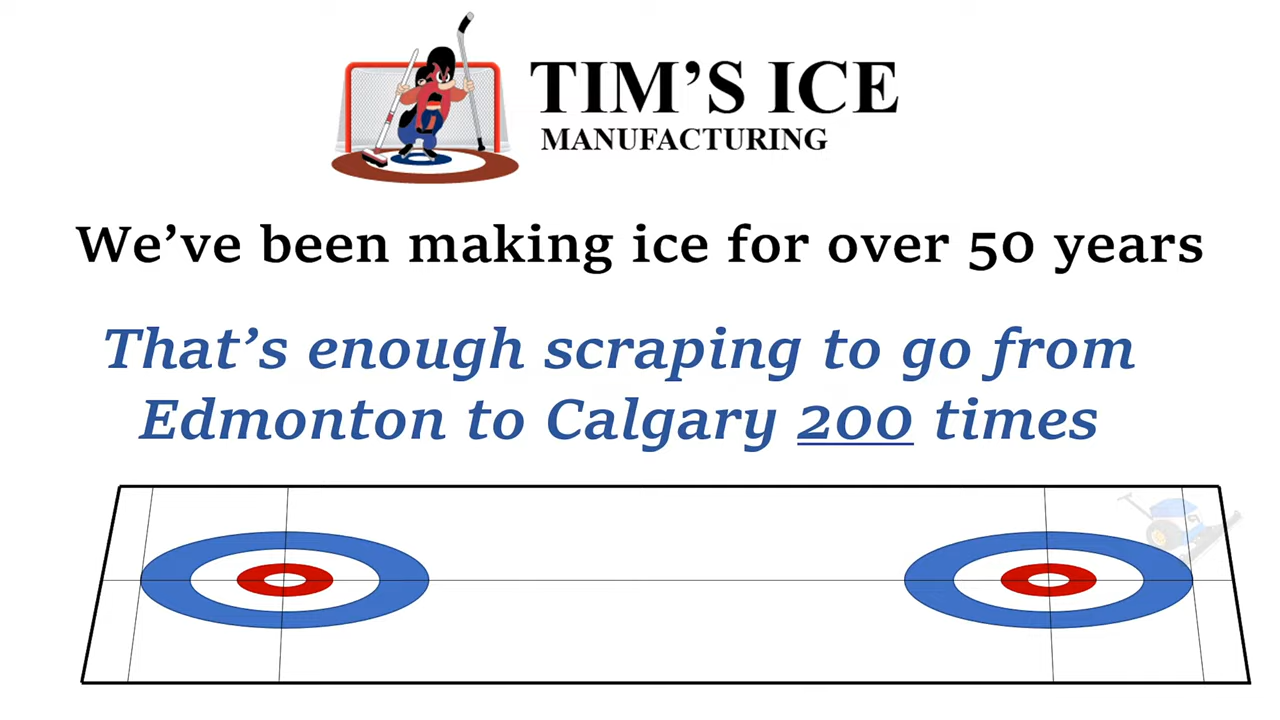 TIM’S ICE
MANUFACTURING
We’ve been making ice for over 50 years
That’s enough scraping to go from
Edmonton to Calgary 200 times